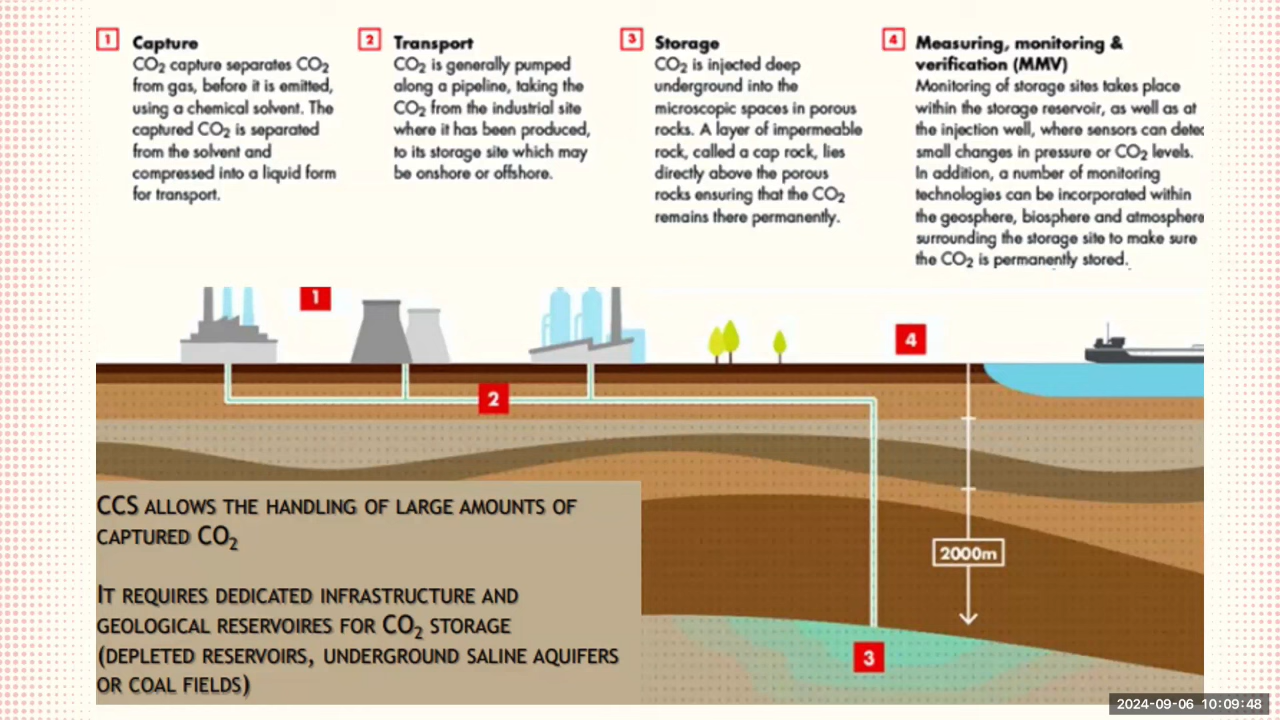 1 Capture
CO₂ capture separates CO₂
from gas, before it is emitted,
using a chemical solvent. The
captured CO₂ is separated
from the solvent and
compressed into a liquid form
for transport.
2 Transport
CO₂ is generally pumped
along a pipeline, taking the
CO₂ from the industrial site
where it has been produced,
to its storage site which may
be onshore or offshore.
3 Storage
CO₂ is injected deep
underground into the
microscopic spaces in porous
rocks. A layer of impermeable
rock, called a cap rock, lies
directly above the porous
rocks ensuring that the CO₂
remains there permanently.
4 Measuring, monitoring &
verification (MMV)
Monitoring of storage sites takes place
within the storage reservoir, as well as at
the injection well, where sensors can detec
small changes in pressure or CO₂ levels.
In addition, a number of monitoring
technologies can be incorporated within
the geosphere, biosphere and atmosphere
surrounding the storage site to make sure
the CO₂ is permanently stored.
1
4
2
2000m
3
CCS ALLOWS THE HANDLING OF LARGE AMOUNTS OF
CAPTURED CO₂
IT REQUIRES DEDICATED INFRASTRUCTURE AND
GEOLOGICAL RESERVOIRES FOR CO₂ STORAGE
(DEPLETED RESERVOIRS, UNDERGROUND SALINE AQUIFERS
OR COAL FIELDS)
2024-09-06 10:09:48